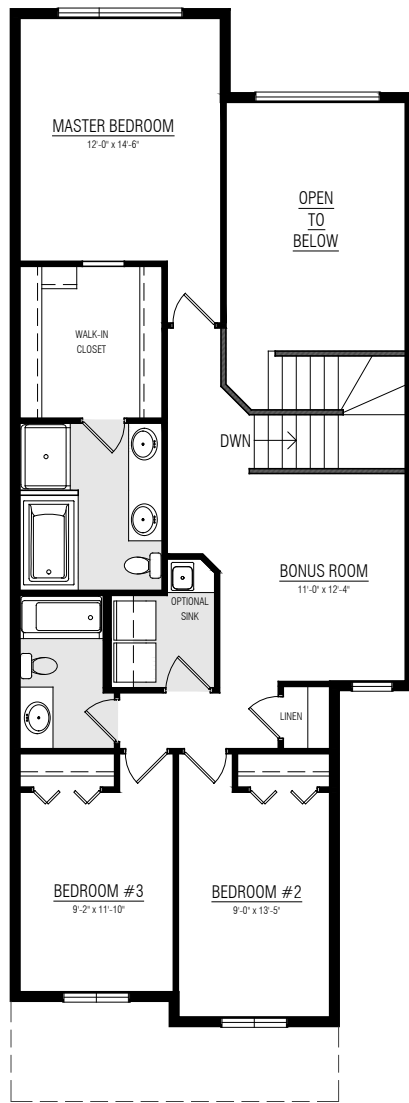 MASTER BEDROOM
12'-0" x 14'-6"
OPEN
TO
BELOW
WALK-IN
CLOSET
DWN
BONUS ROOM
11'-0" x 12'-4"
OPTIONAL
SINK
LINEN
BEDROOM #3
9'-2" x 11'-10"
BEDROOM #2
9'-0" x 13'-5"